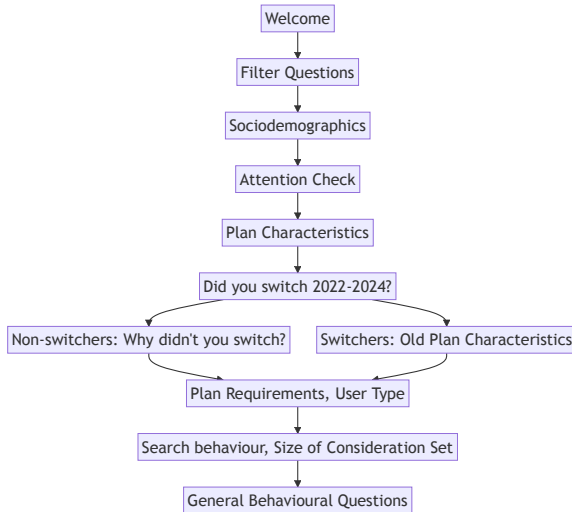 Welcome
Filter Questions
Sociodemographics
Attention Check
Plan Characteristics
Did you switch 2022-2024?
Non-switchers: Why didn't you switch?
Switchers: Old Plan Characteristics
Plan Requirements, User Type
Search behaviour, Size of Consideration Set
General Behavioural Questions